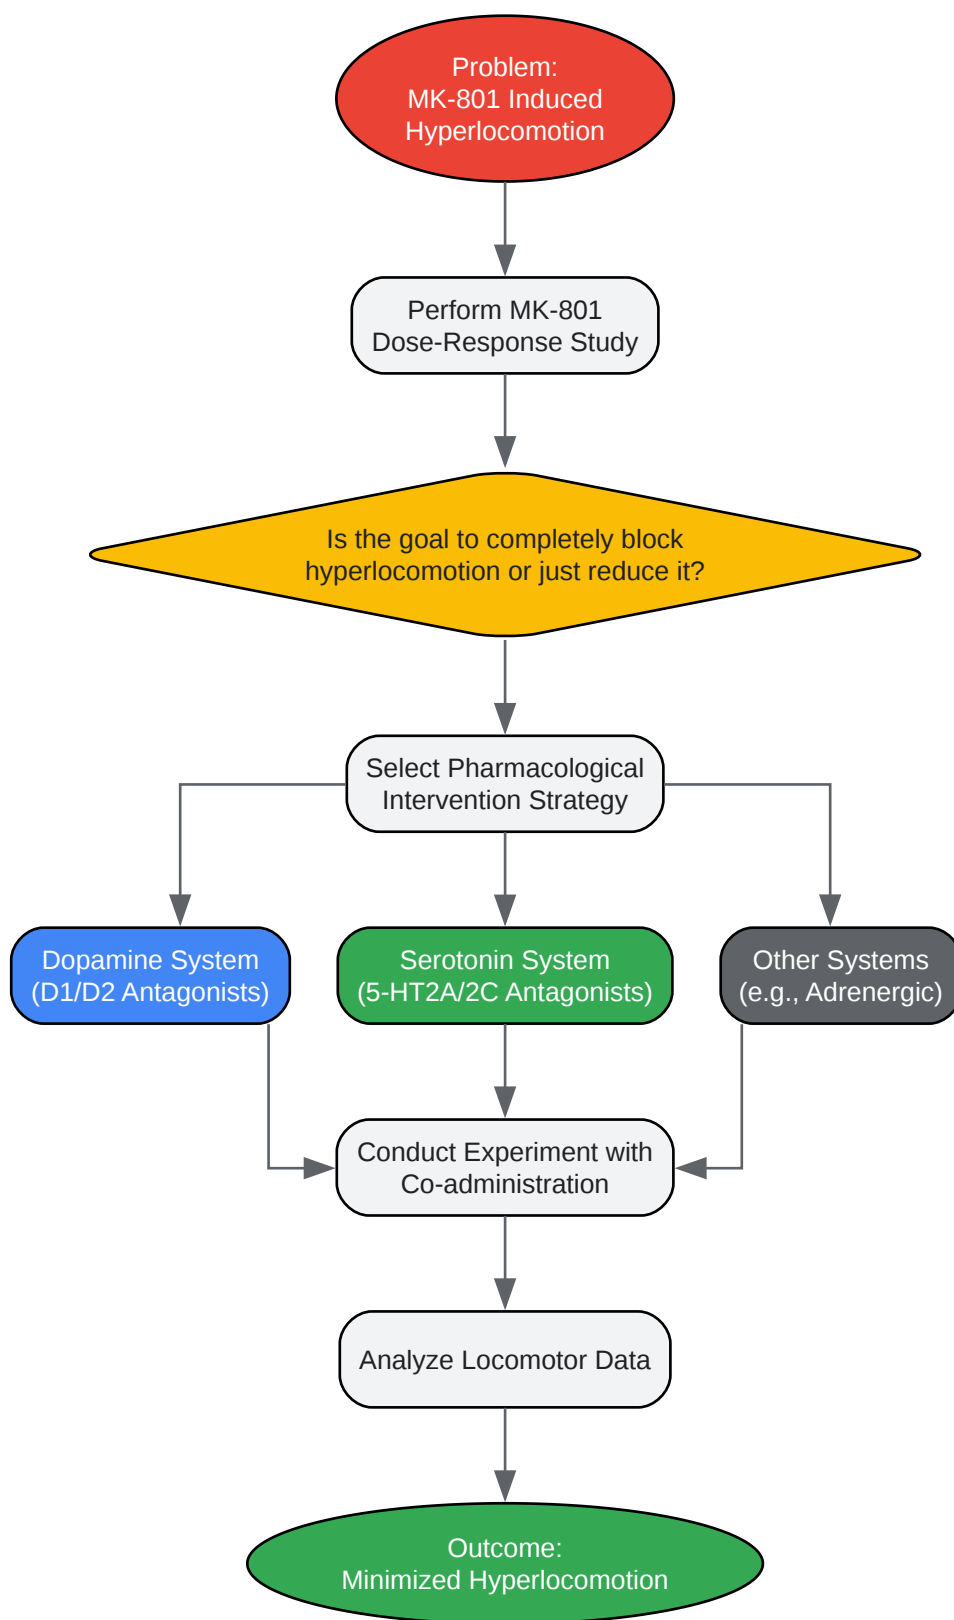 Problem:
MK-801 Induced
Hyperlocomotion
Perform MK-801
Dose-Response Study
Is the goal to completely block
hyperlocomotion or just reduce it?
Select Pharmacological
Intervention Strategy
Dopamine System
(D1/D2 Antagonists)
Serotonin System
(5-HT2A/2C Antagonists)
Other Systems
(e.g., Adrenergic)
Conduct Experiment with
Co-administration
Analyze Locomotor Data
Outcome:
Minimized Hyperlocomotion